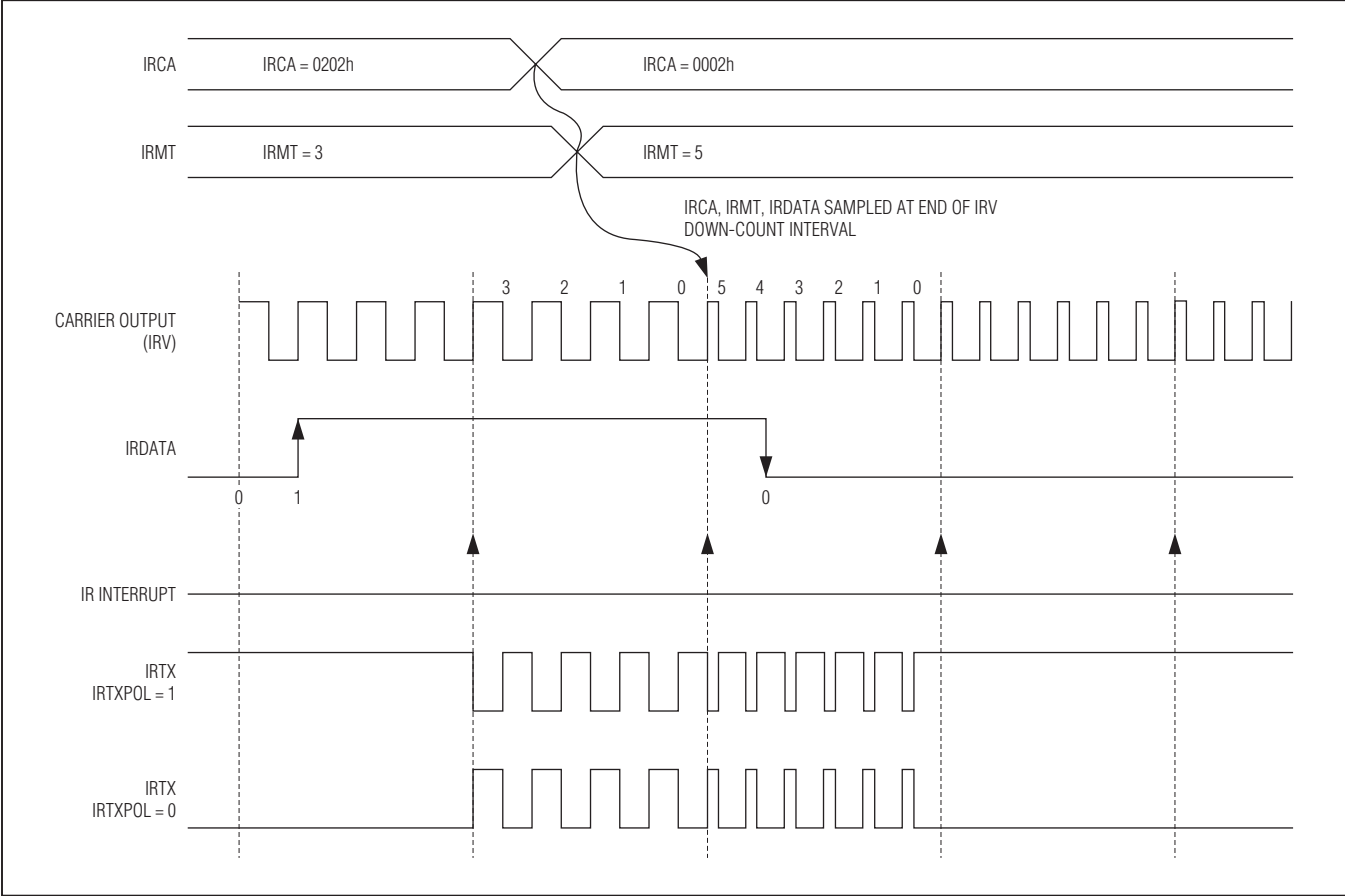 IRCA
IRCA = 0202h
IRCA = 0002h
IRMT
IRMT = 3
IRMT = 5
IRCA, IRMT, IRDATA SAMPLED AT END OF IRV
DOWN-COUNT INTERVAL
3 2 1 0 5 4 3 2 1 0
CARRIER OUTPUT
(IRV)
IRDATA
0 1 0
IR INTERRUPT
IRTX
IRTXPOL = 1
IRTX
IRTXPOL = 0